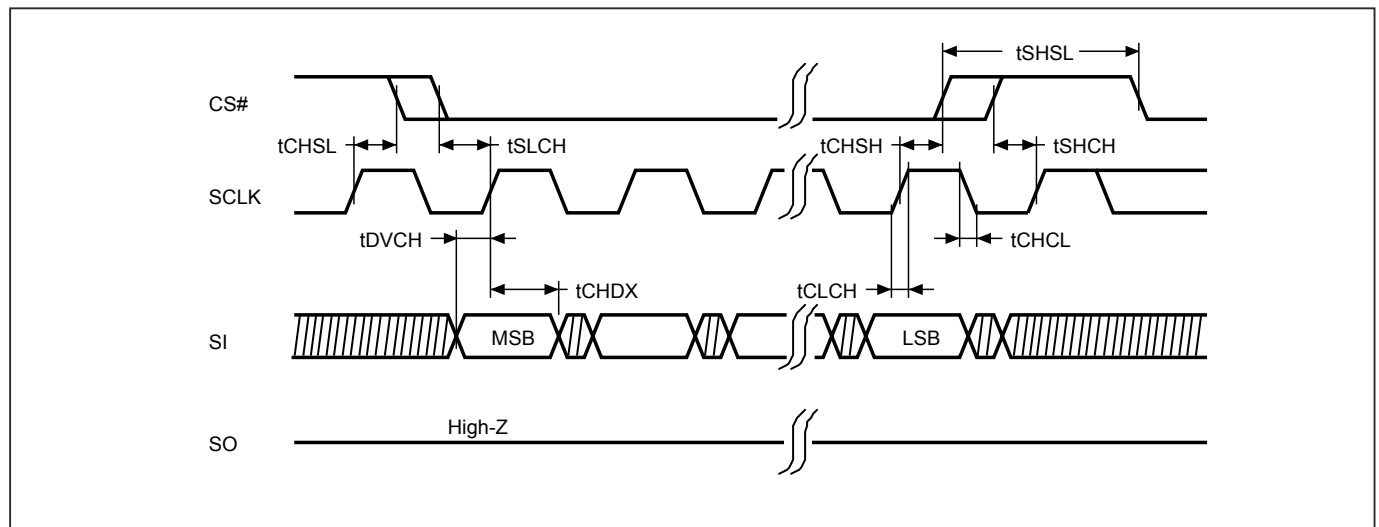 tSHSL
CS#
tCHSL
tSLCH
tCHSH
tSHCH
SCLK
tDVCH
tCHCL
tCHDX
tCLCH
SI
MSB
LSB
High-Z
SO